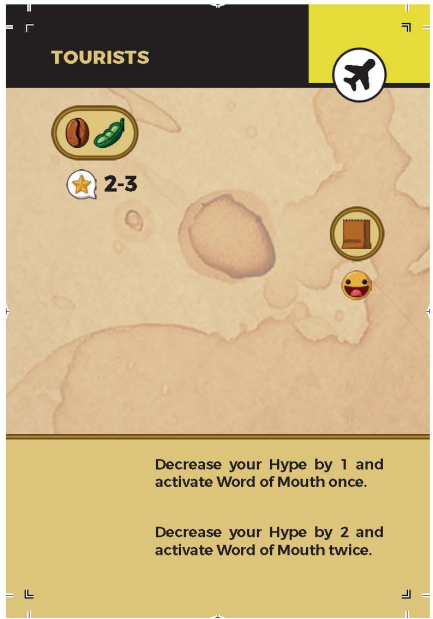 TOURISTS
2-3
Decrease your Hype by 1 and
activate Word of Mouth once.
Decrease your Hype by 2 and
activate Word of Mouth twice.